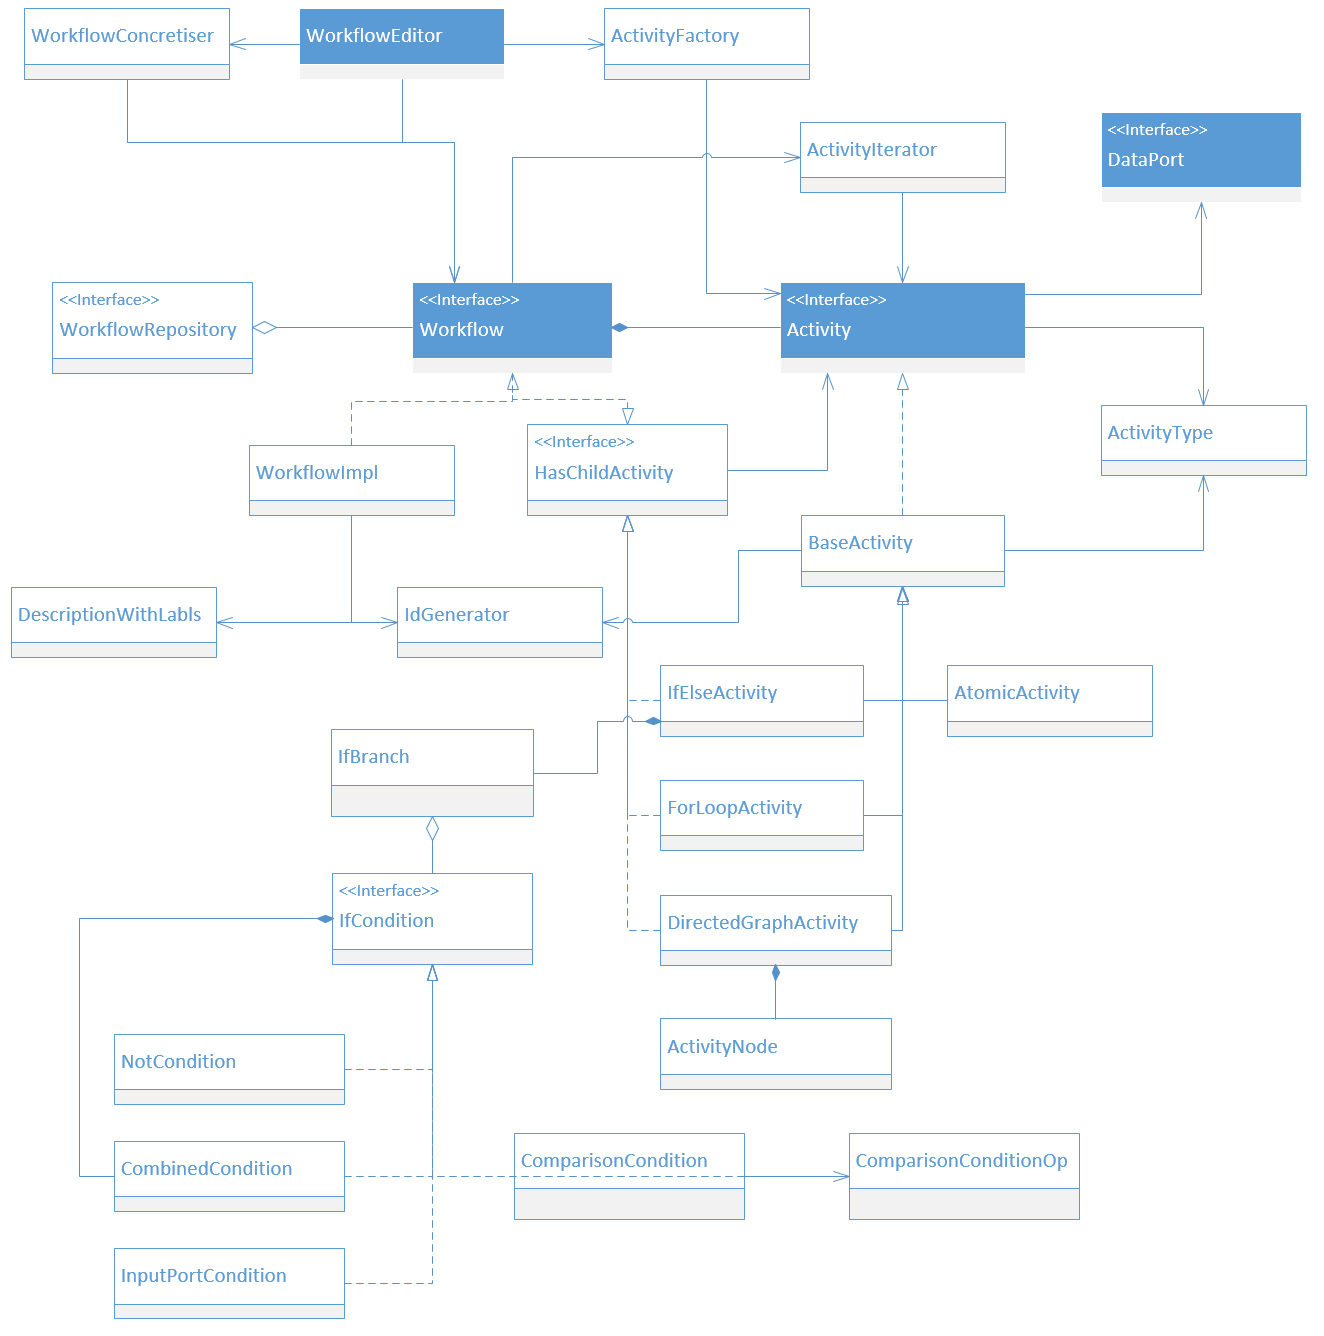 WorkflowConcretiser
WorkflowEditor
ActivityFactory
ActivityIterator
<<Interface>>
DataPort
<<Interface>>
WorkflowRepository
<<Interface>>
Workflow
<<Interface>>
Activity
ActivityType
WorkflowImpl
<<Interface>>
HasChildActivity
BaseActivity
DescriptionWithLabls
IdGenerator
IfElseActivity
AtomicActivity
IfBranch
ForLoopActivity
<<Interface>>
IfCondition
DirectedGraphActivity
NotCondition
ActivityNode
CombinedCondition
ComparisonCondition
ComparisonConditionOp
InputPortCondition